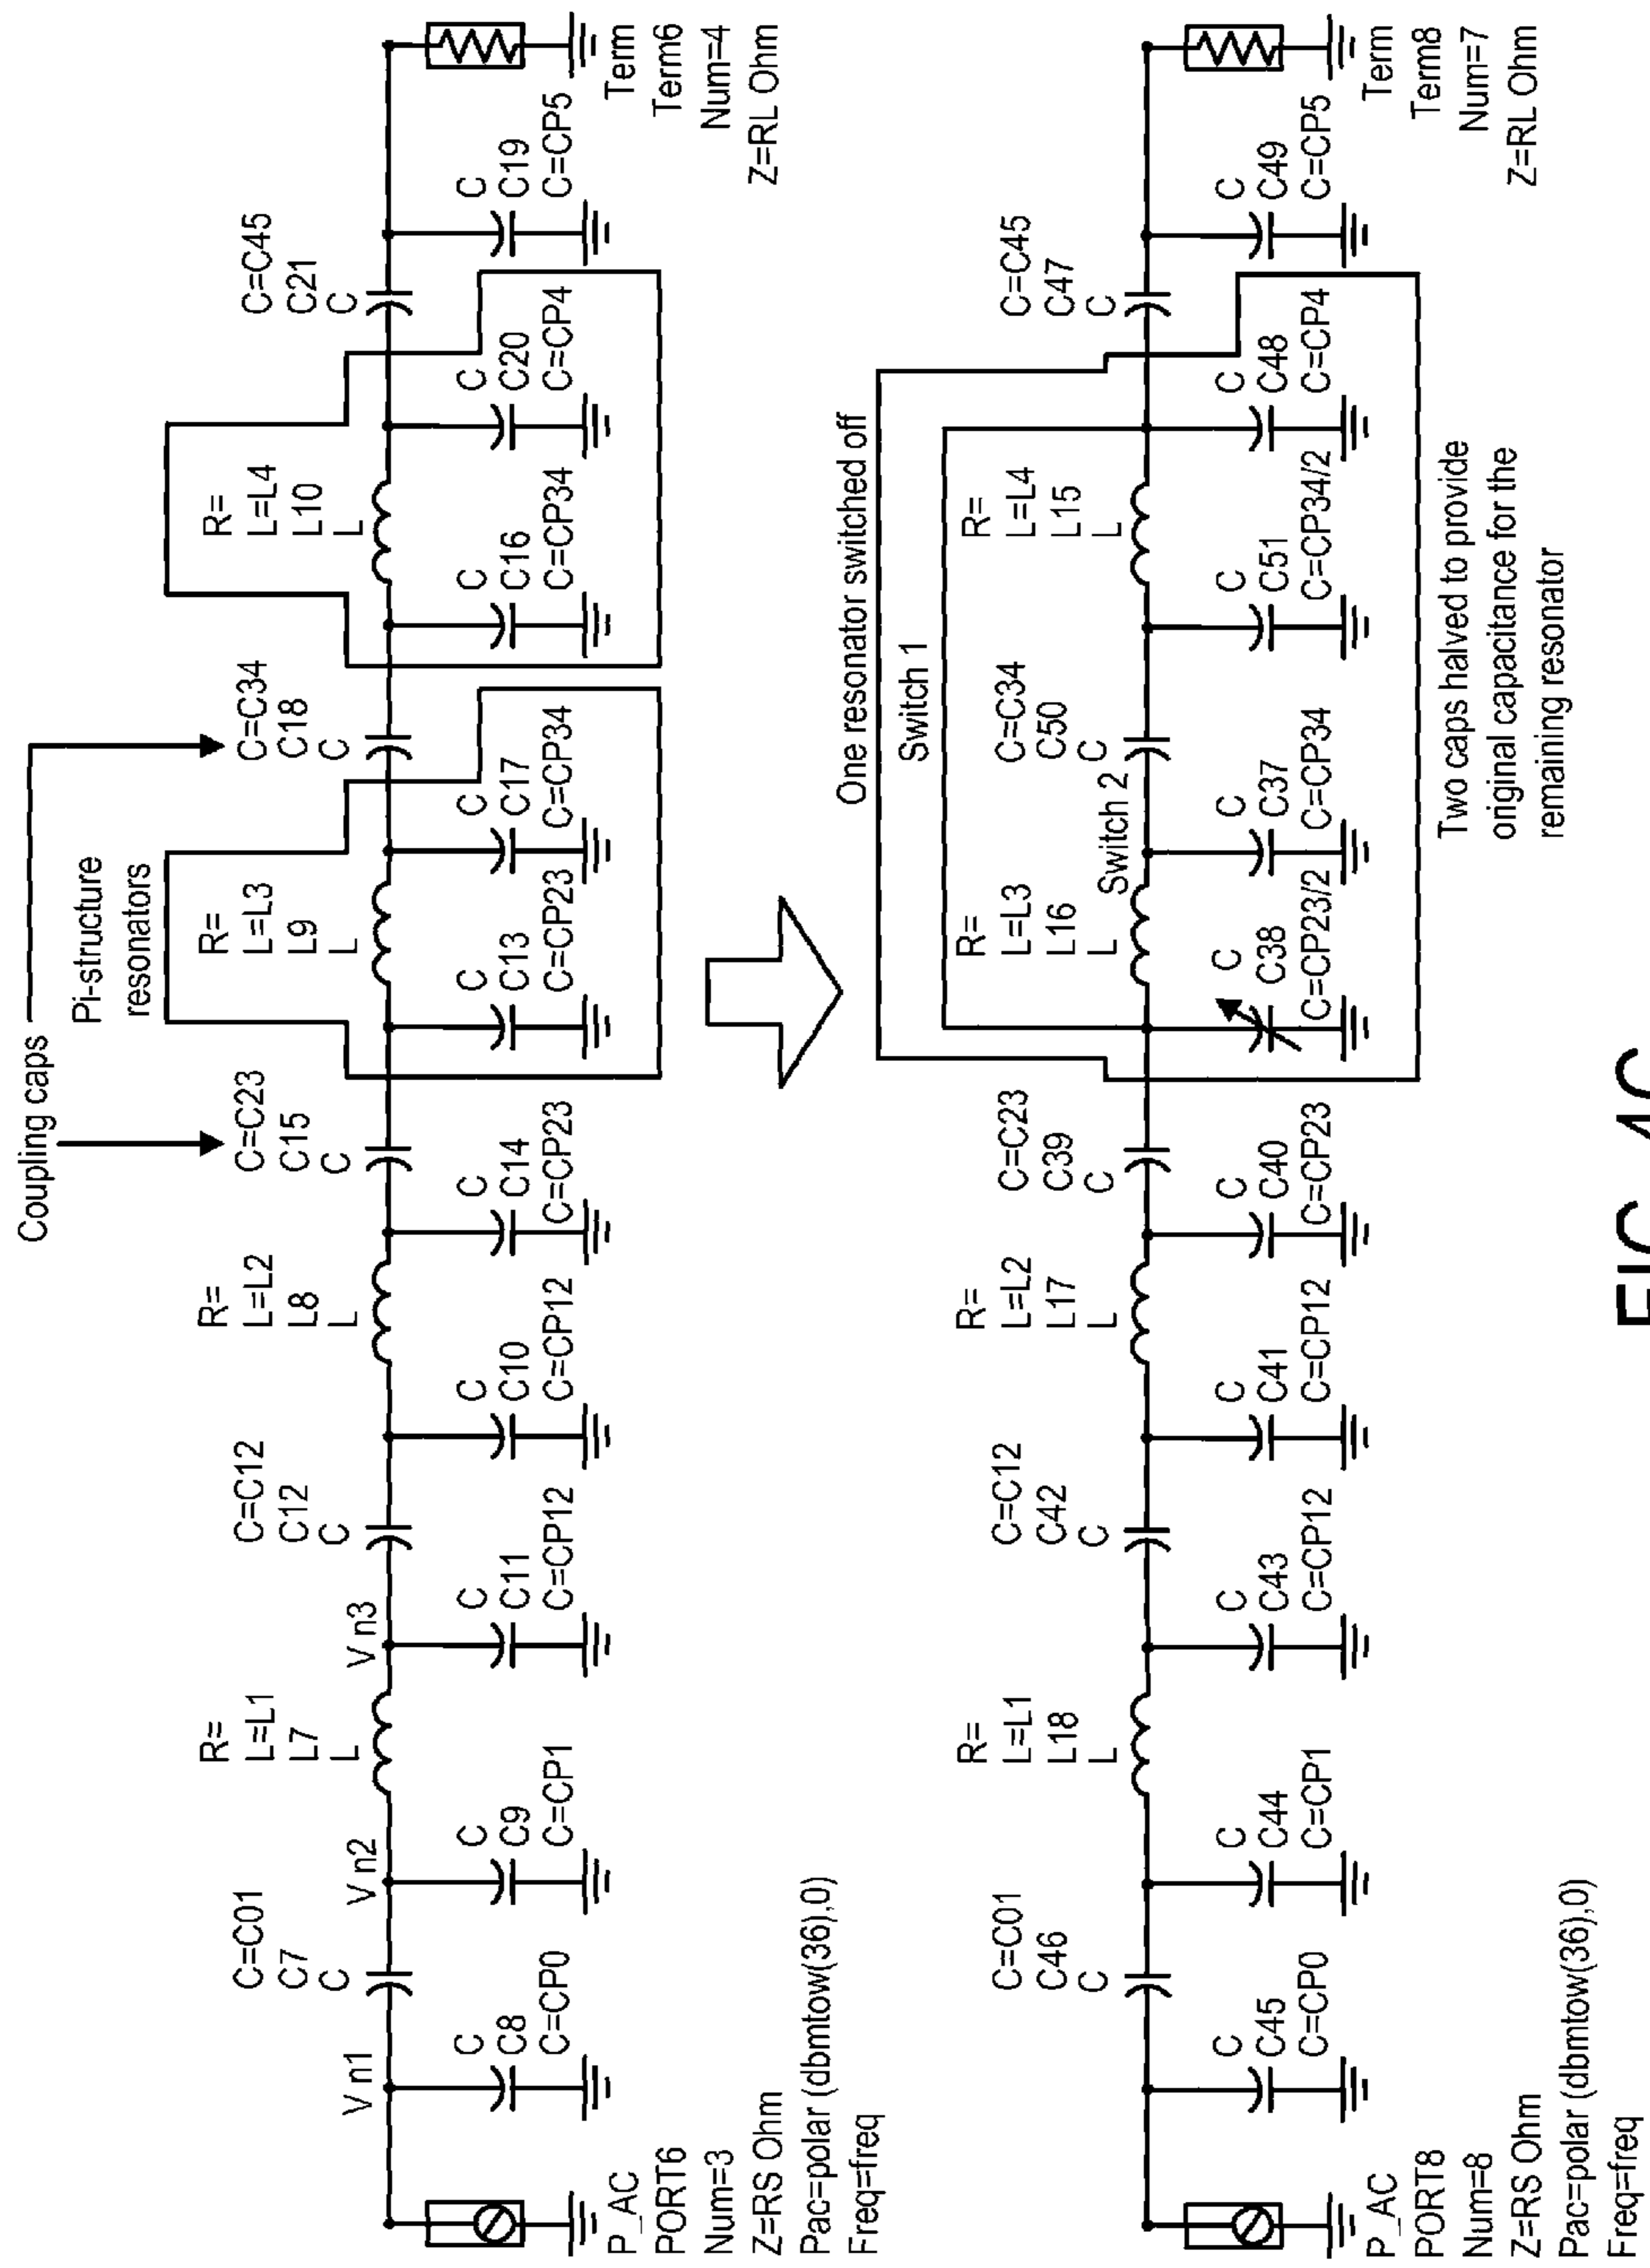 Coupling caps
Pi-structure
resonators
C=C01
C7
C
R=
L=L1
L7
L
C=C12
C12
C
R=
L=L2
L8
L
C=C23
C15
C
R=
L=L3
L9
L
C=C34
C18
C
R=
L=L4
L10
L
C=C45
C21
C
V n1
V n2
V n3
C
C8
C=CP0
C
C9
C=CP1
C
C11
C=CP12
C
C10
C=CP12
C
C14
C=CP23
C
C13
C=CP23
C
C17
C=CP34
C
C16
C=CP34
C
C20
C=CP4
C
C19
C=CP5
P_AC
PORT6
Num=3
Z=RS Ohm
Pac=polar (dbmtow(36),0)
Freq=freq
Term
Term6
Num=4
Z=RL Ohm
One resonator switched off
Switch 1
Switch 2
C=C01
C46
C
R=
L=L1
L18
L
C=C12
C42
C
R=
L=L2
L17
L
C=C23
C39
C
R=
L=L3
L16
L
C=C34
C50
C
R=
L=L4
L15
L
C=C45
C47
C
C
C45
C=CP0
C
C44
C=CP1
C
C43
C=CP12
C
C41
C=CP12
C
C40
C=CP23
C
C38
C=CP23/2
C
C37
C=CP34
C
C51
C=CP34/2
C
C48
C=CP4
C
C49
C=CP5
P_AC
PORT8
Num=8
Z=RS Ohm
Pac=polar (dbmtow(36),0)
Freq=freq
Term
Term8
Num=7
Z=RL Ohm
Two caps halved to provide
original capacitance for the
remaining resonator